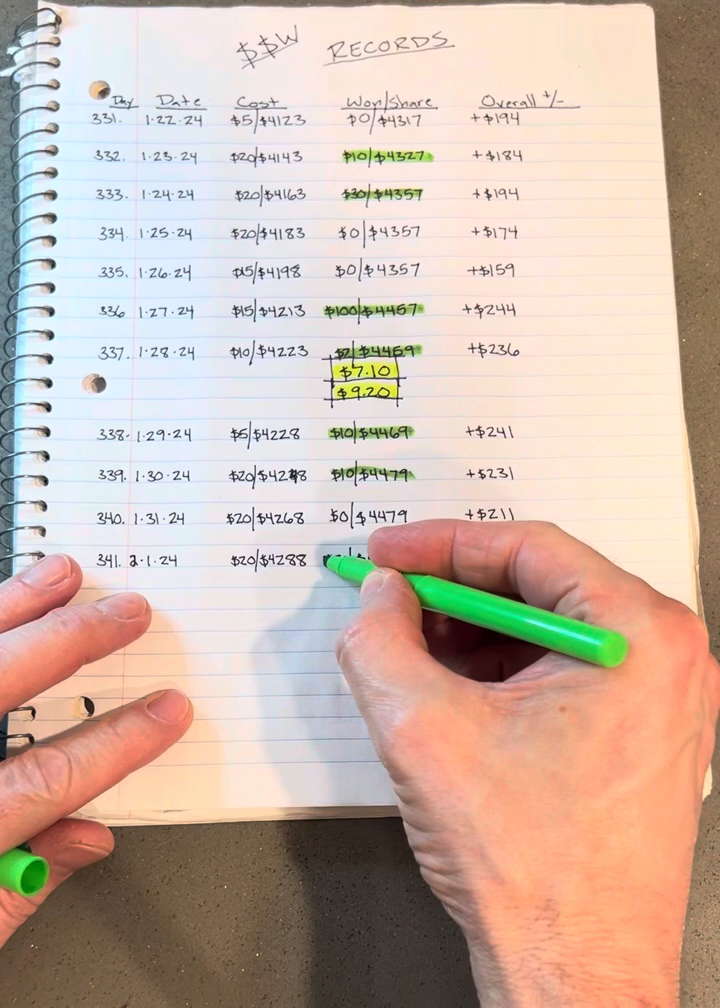 $$W RECORDS
Day Date Cost Won/Share Overall +/-
331. 1·22·24 $5/$4123 $0/$4317 +$194
332. 1·23·24 $20/$4143 $10/$4327 +$184
333. 1·24·24 $20/$4163 $30/$4357 +$194
334. 1·25·24 $20/$4183 $0/$4357 +$174
335. 1·26·24 $15/$4198 $0/$4357 +$159
336 1·27·24 $15/$4213 $100/$4457 +$244
337. 1·28·24 $10/$4223 $2/$4459 +$236
$7.10
$9.20
338. 1·29·24 $5/$4228 $10/$4469 +$241
339. 1·30·24 $20/$4248 $10/$4479 +$231
340. 1·31·24 $20/$4268 $0/$4479 +$211
341. 2·1·24 $20/$4288